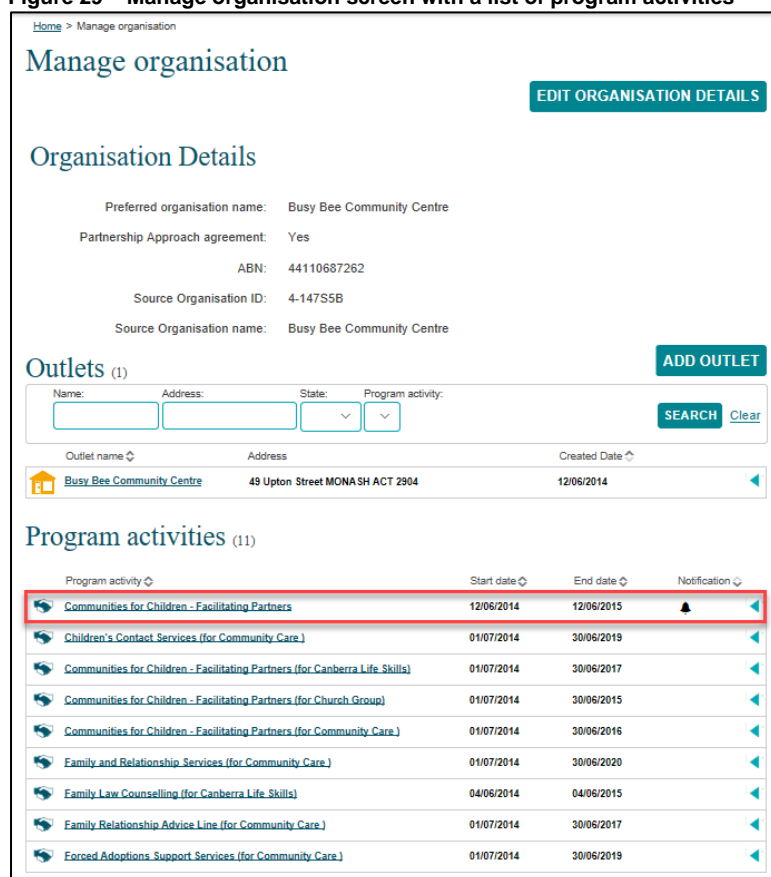 Figure 29 – Manage organisation screen with a list of program activities
Home > Manage organisation
Manage organisation
EDIT ORGANISATION DETAILS
Organisation Details
Preferred organisation name: Busy Bee Community Centre
Partnership Approach agreement: Yes
ABN: 44110687262
Source Organisation ID: 4-147S5B
Source Organisation name: Busy Bee Community Centre
Outlets (1)
ADD OUTLET
Name: Address: State: Program activity:
SEARCH Clear
Outlet name Address Created Date
Busy Bee Community Centre 49 Upton Street MONASH ACT 2904 12/06/2014
Program activities (11)
Program activity Start date End date Notification
Communities for Children - Facilitating Partners 12/06/2014 12/06/2015
Children's Contact Services (for Community Care ) 01/07/2014 30/06/2019
Communities for Children - Facilitating Partners (for Canberra Life Skills) 01/07/2014 30/06/2017
Communities for Children - Facilitating Partners (for Church Group) 01/07/2014 30/06/2015
Communities for Children - Facilitating Partners (for Community Care ) 01/07/2014 30/06/2016
Family and Relationship Services (for Community Care ) 01/07/2014 30/06/2020
Family Law Counselling (for Canberra Life Skills) 04/06/2014 04/06/2015
Family Relationship Advice Line (for Community Care ) 01/07/2014 30/06/2017
Forced Adoptions Support Services (for Community Care ) 01/07/2014 30/06/2019